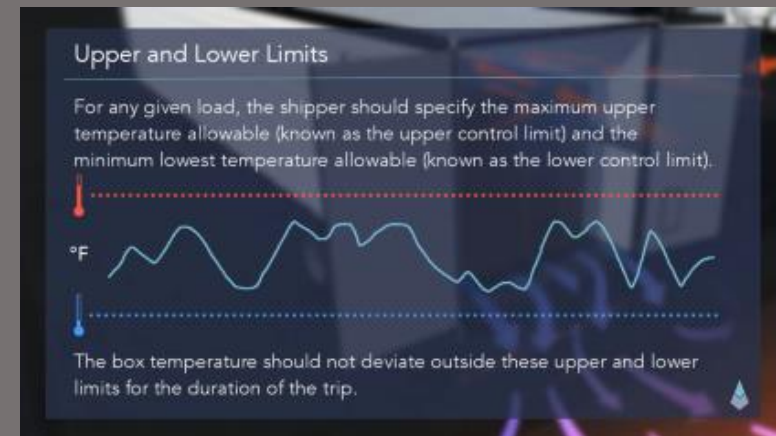 Upper and Lower Limits
For any given load, the shipper should specify the maximum upper
temperature allowable (known as the upper control limit) and the
minimum lowest temperature allowable (known as the lower control limit).
°F
The box temperature should not deviate outside these upper and lower
limits for the duration of the trip.